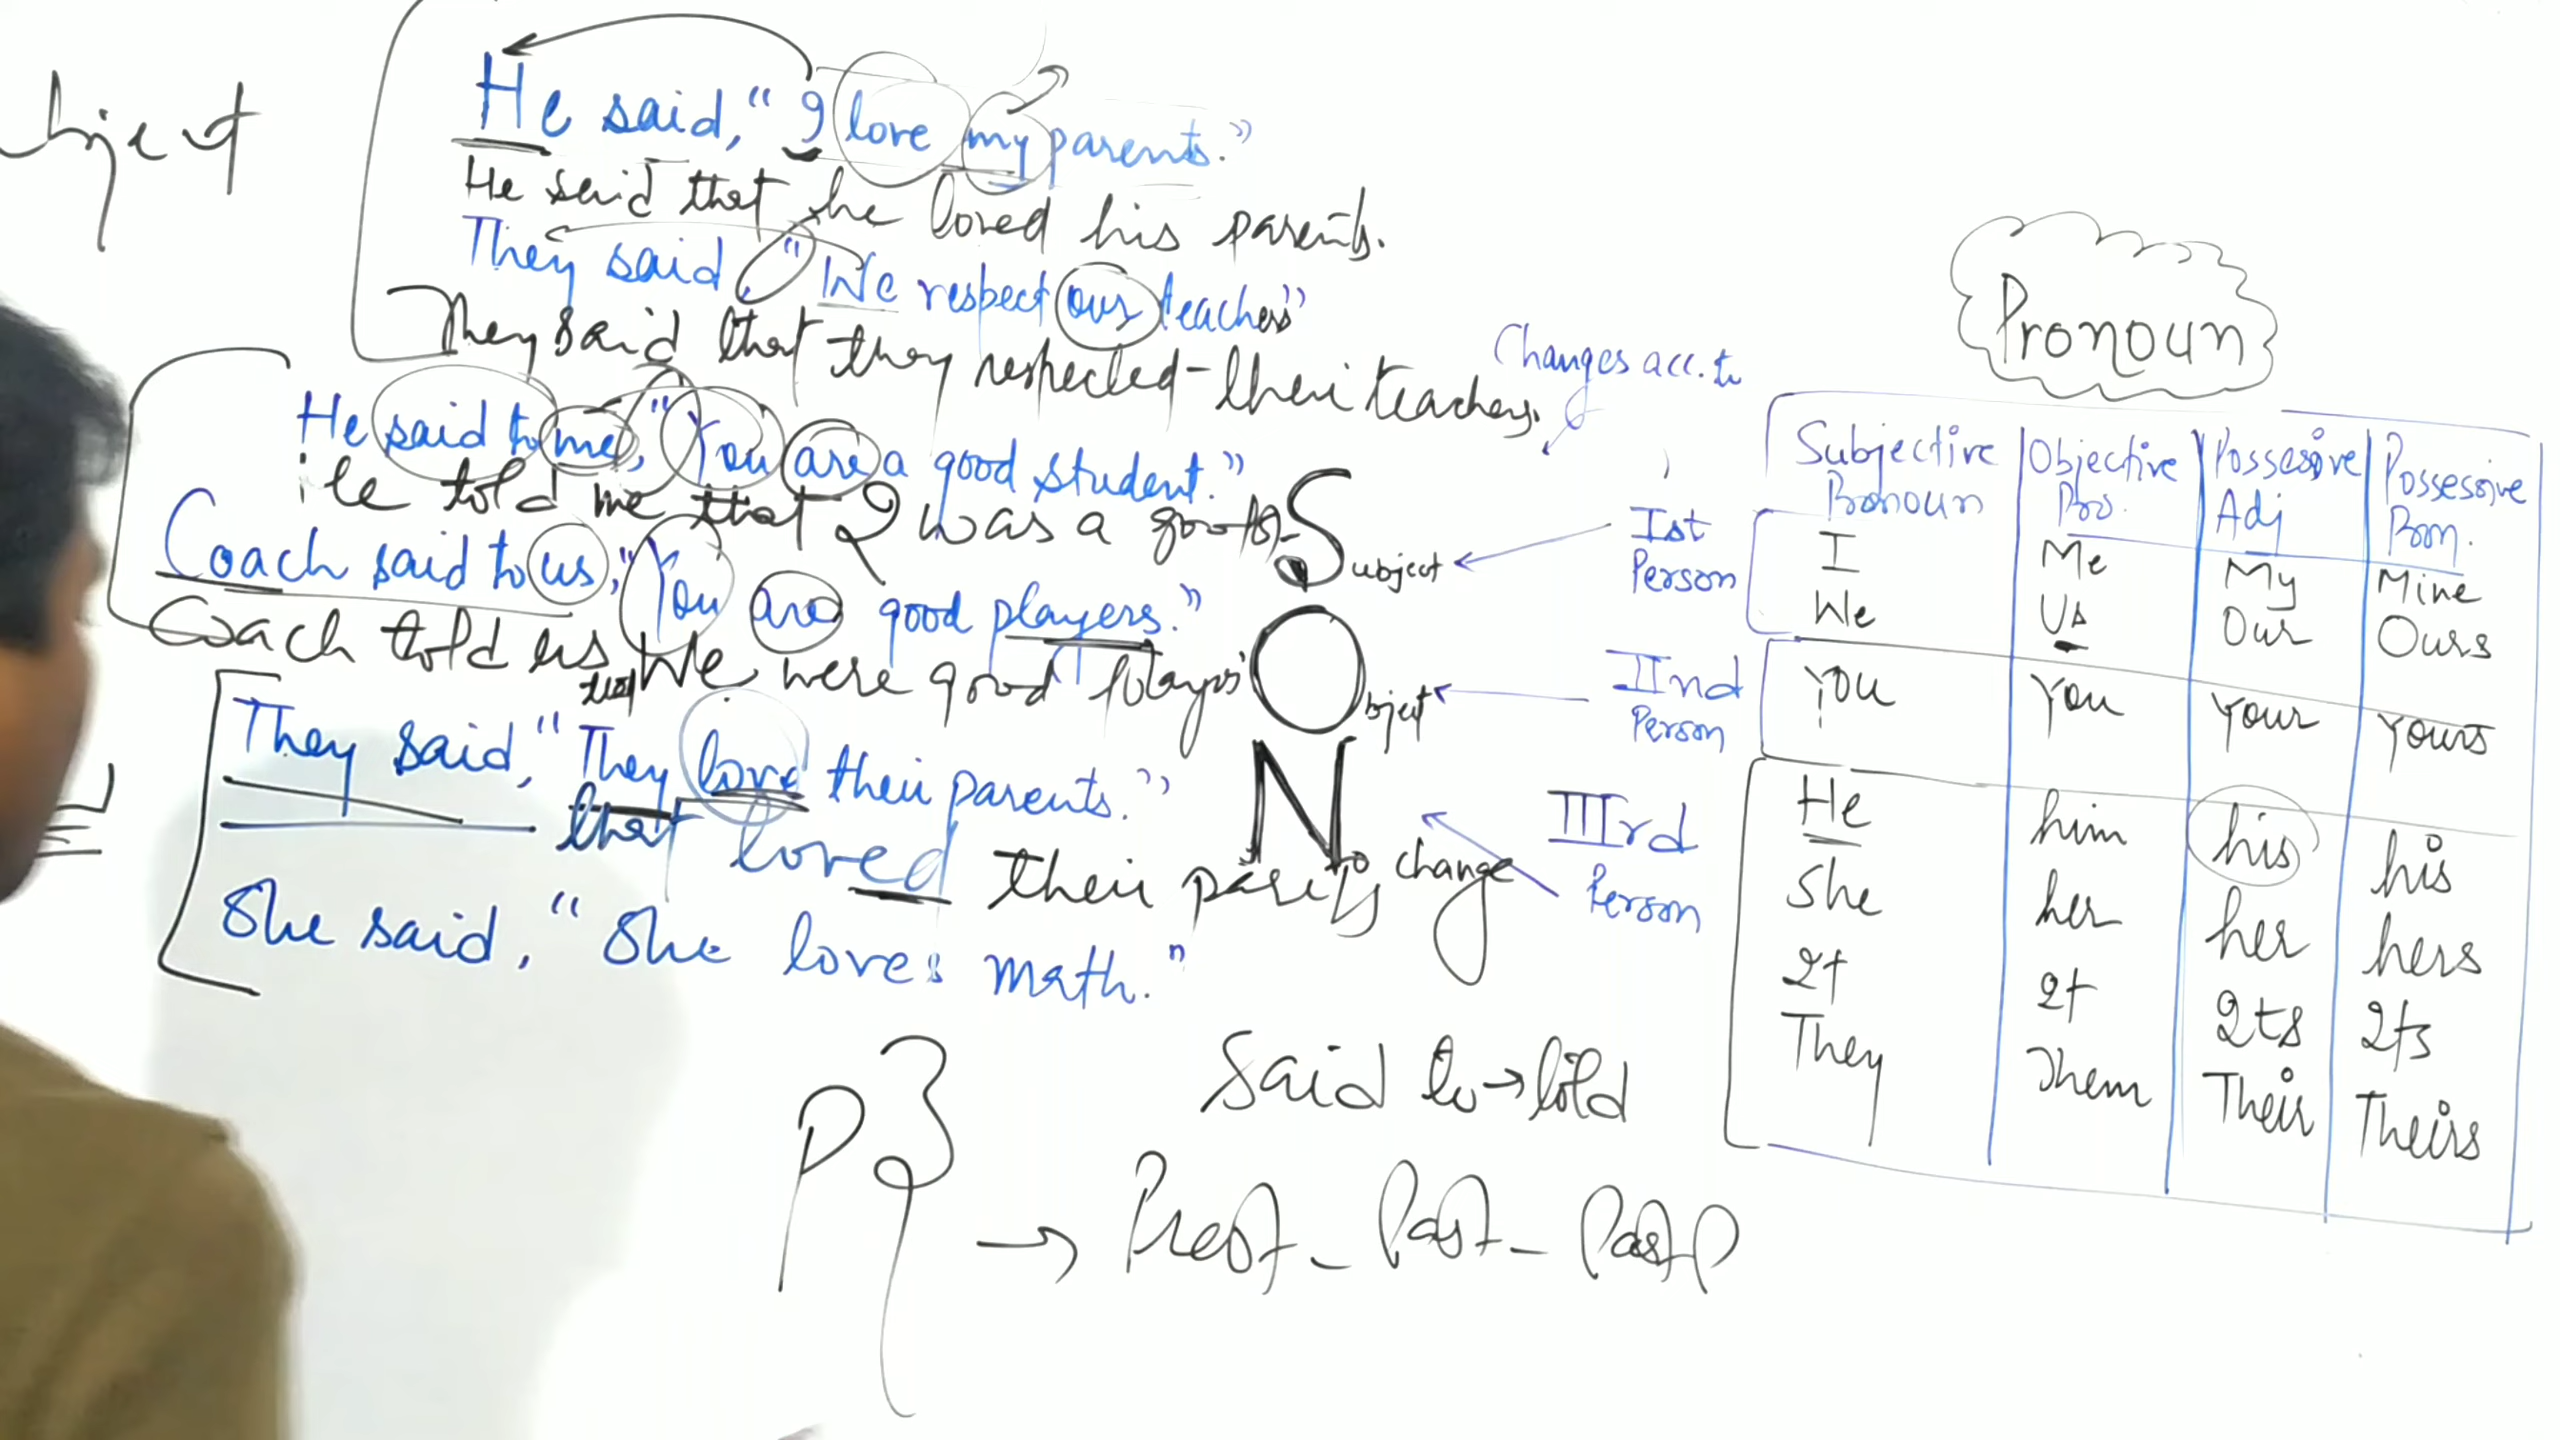 He said, "I love my parents."
He said that he loved his parents.
They said, "We respect our teachers"
They said that they respected their teachers.
He said to me, "You are a good student."
He told me that I was a good
Coach said to us, "You are good players."
Coach told us that We were good players
They said, "They love their parents."
that loved their parents
She said, "She loves math."
Changes acc. to
Subject
Object
No change
Ist Person
IInd Person
IIIrd Person
Said to → told
→ Past
Pronoun
Subjective Pronoun Objective Pro. Possessive Adj Possessive Pron.
I Me My Mine
We Us Our Ours
You You Your Yours
He him his his
She her her hers
It It Its Its
They Them Their Theirs